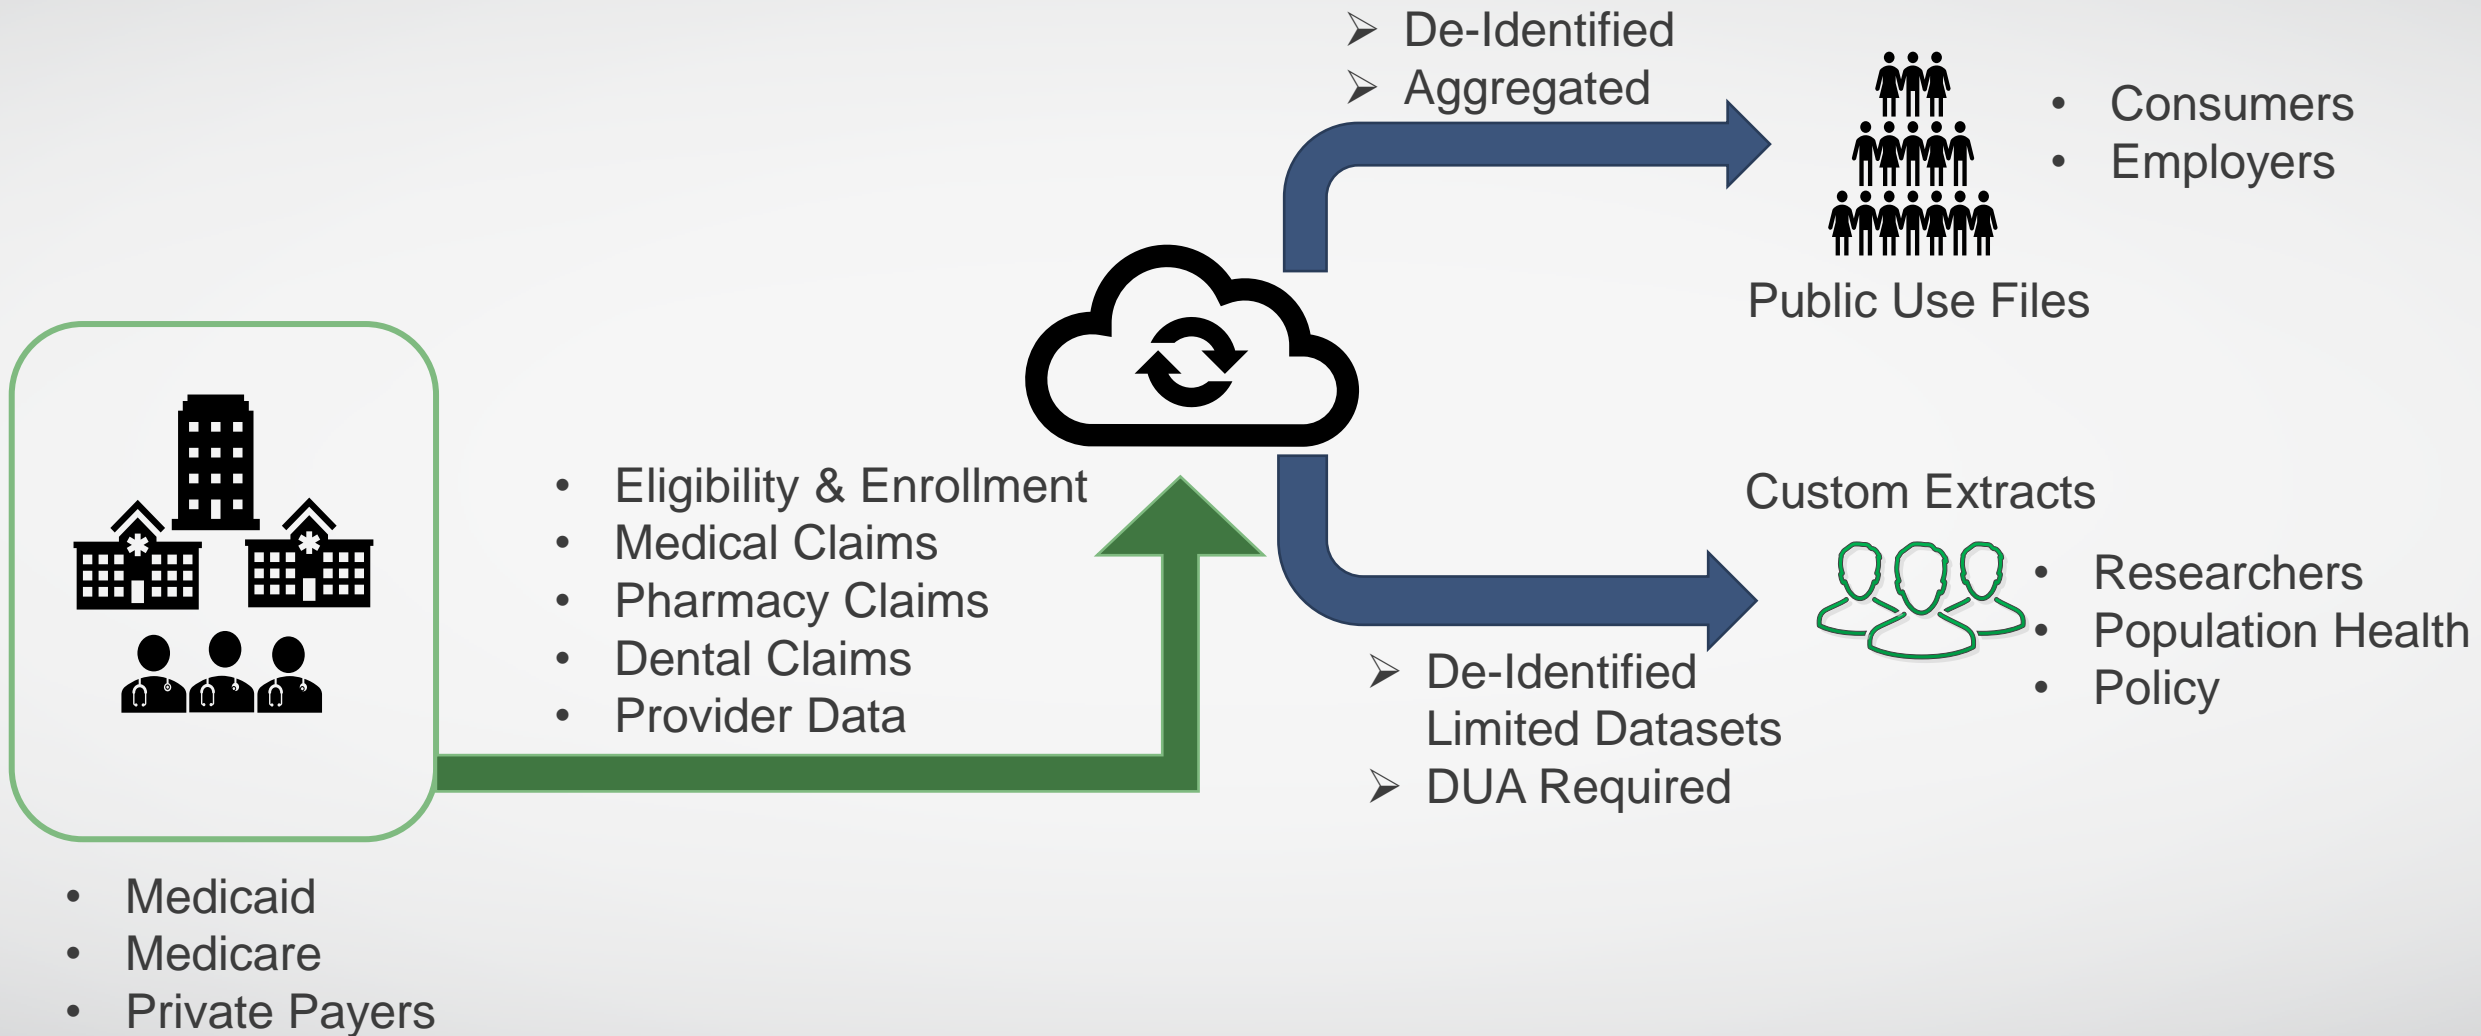 ➢ De-Identified
➢ Aggregated
• Consumers
• Employers
Public Use Files
• Eligibility & Enrollment
• Medical Claims
• Pharmacy Claims
• Dental Claims
• Provider Data
Custom Extracts
• Researchers
• Population Health
• Policy
➢ De-Identified
Limited Datasets
➢ DUA Required
• Medicaid
• Medicare
• Private Payers